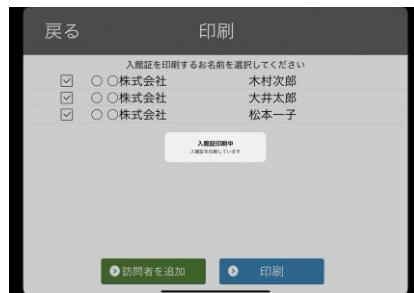 戻る 印刷
入館証を印刷するお名前を選択してください
○ ○株式会社 木村次郎
○ ○株式会社 大井太郎
○ ○株式会社 松本一子
入館証印刷中
入館証を印刷しています
訪問者を追加 印刷